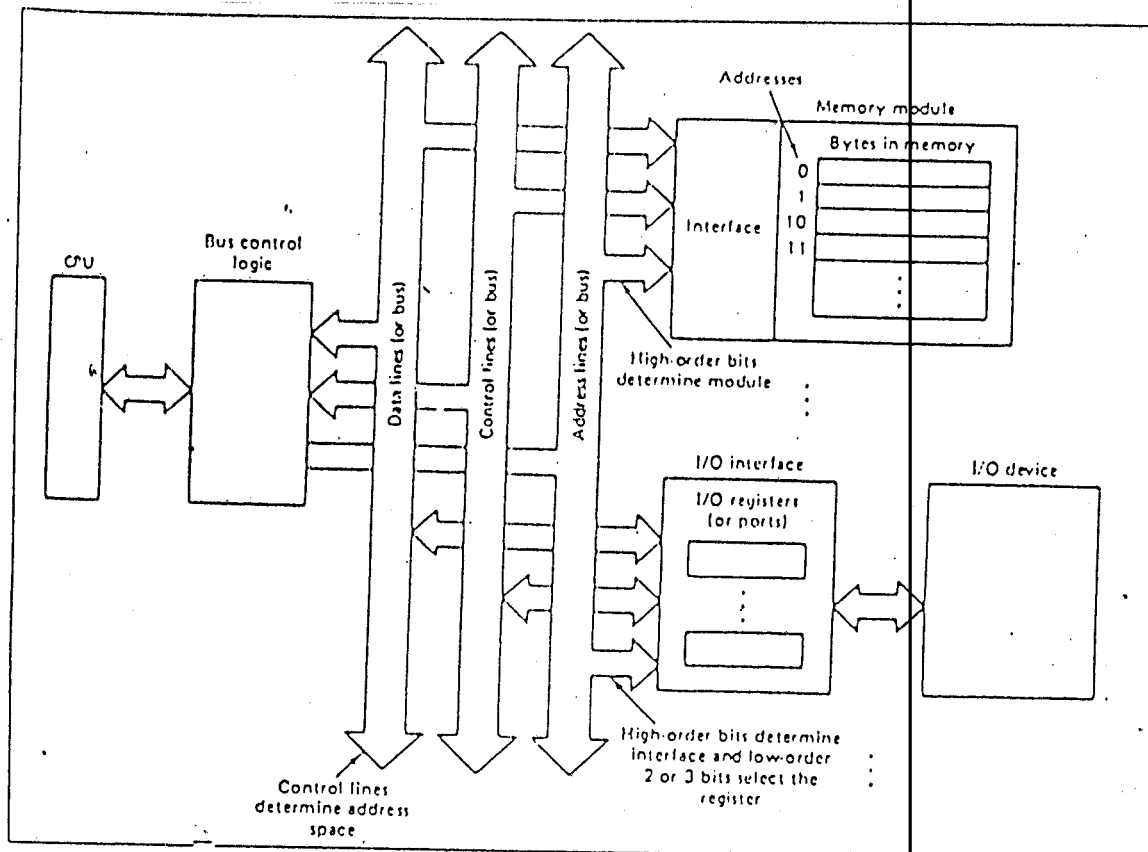 Addresses
Memory module
Bytes in memory
0
1
10
11
Interface
Bus control
logic
Data lines (or bus)
Control lines (or bus)
Address lines (or bus)
High-order bits
determine module
I/O interface
I/O registers
(or ports)
I/O device
High-order bits determine
interface and low-order
2 or 3 bits select the
register
Control lines
determine address
space